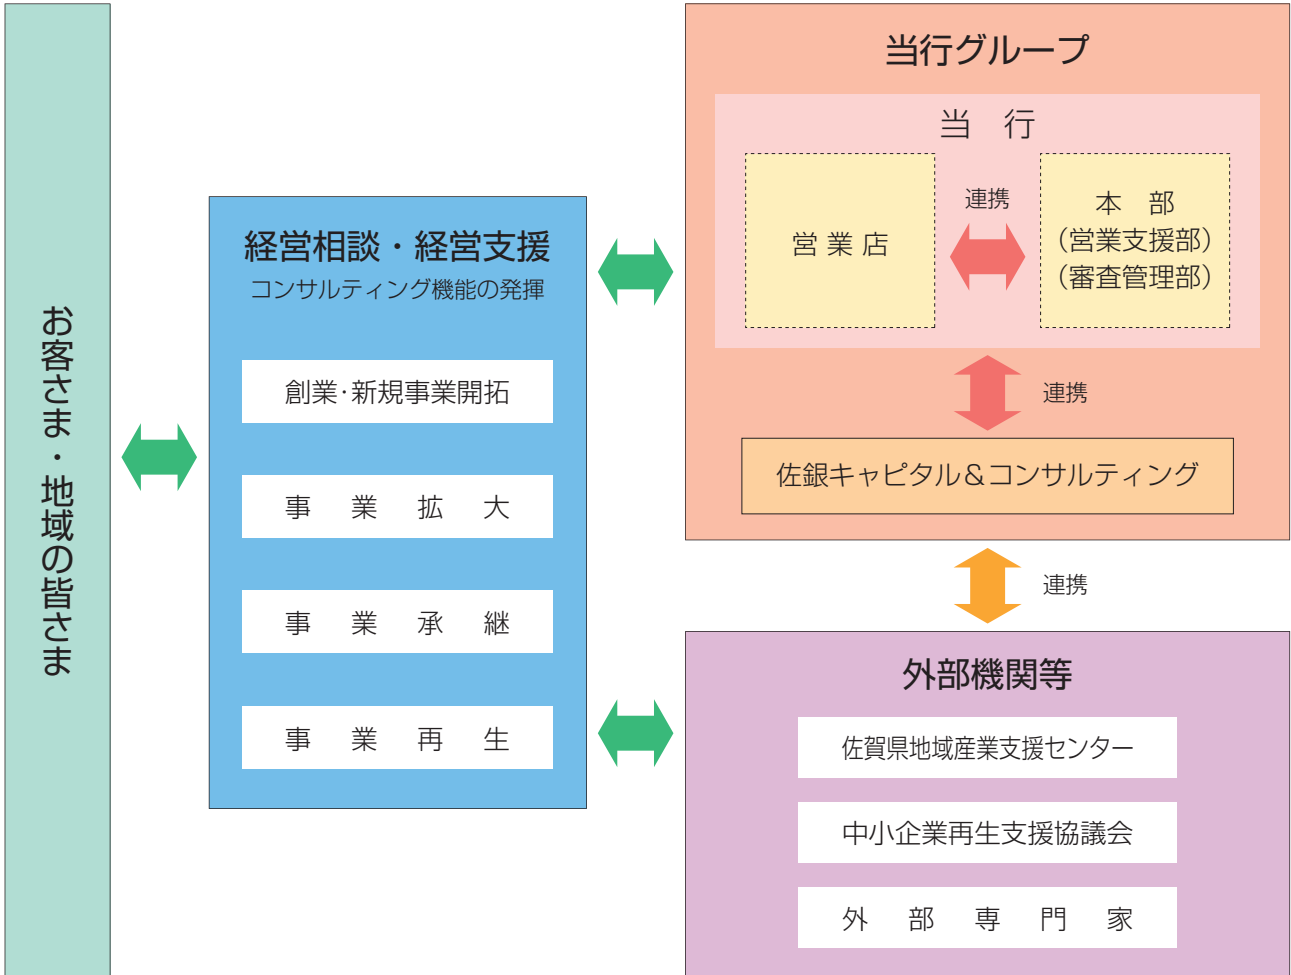 お客さま・地域の皆さま
経営相談・経営支援
コンサルティング機能の発揮
創業・新規事業開拓
事業拡大
事業承継
事業再生
当行グループ
当行
営業店
連携
本部
（営業支援部）
（審査管理部）
連携
佐銀キャピタル＆コンサルティング
連携
外部機関等
佐賀県地域産業支援センター
中小企業再生支援協議会
外部専門家